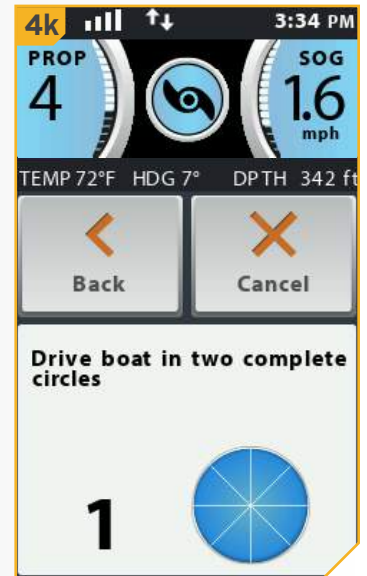 4k 3:34 PM
PROP SOG
4 1.6
mph
TEMP 72°F HDG 7° DPTH 342 ft
Back Cancel
Drive boat in two complete
circles
1